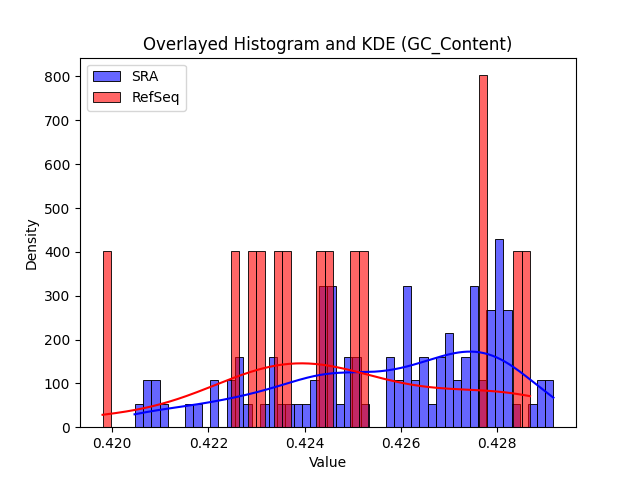 Overlayed Histogram and KDE (GC_Content)
SRA
RefSeq
800
700
600
500
400
300
200
100
0
Density
0.420 0.422 0.424 0.426 0.428
Value